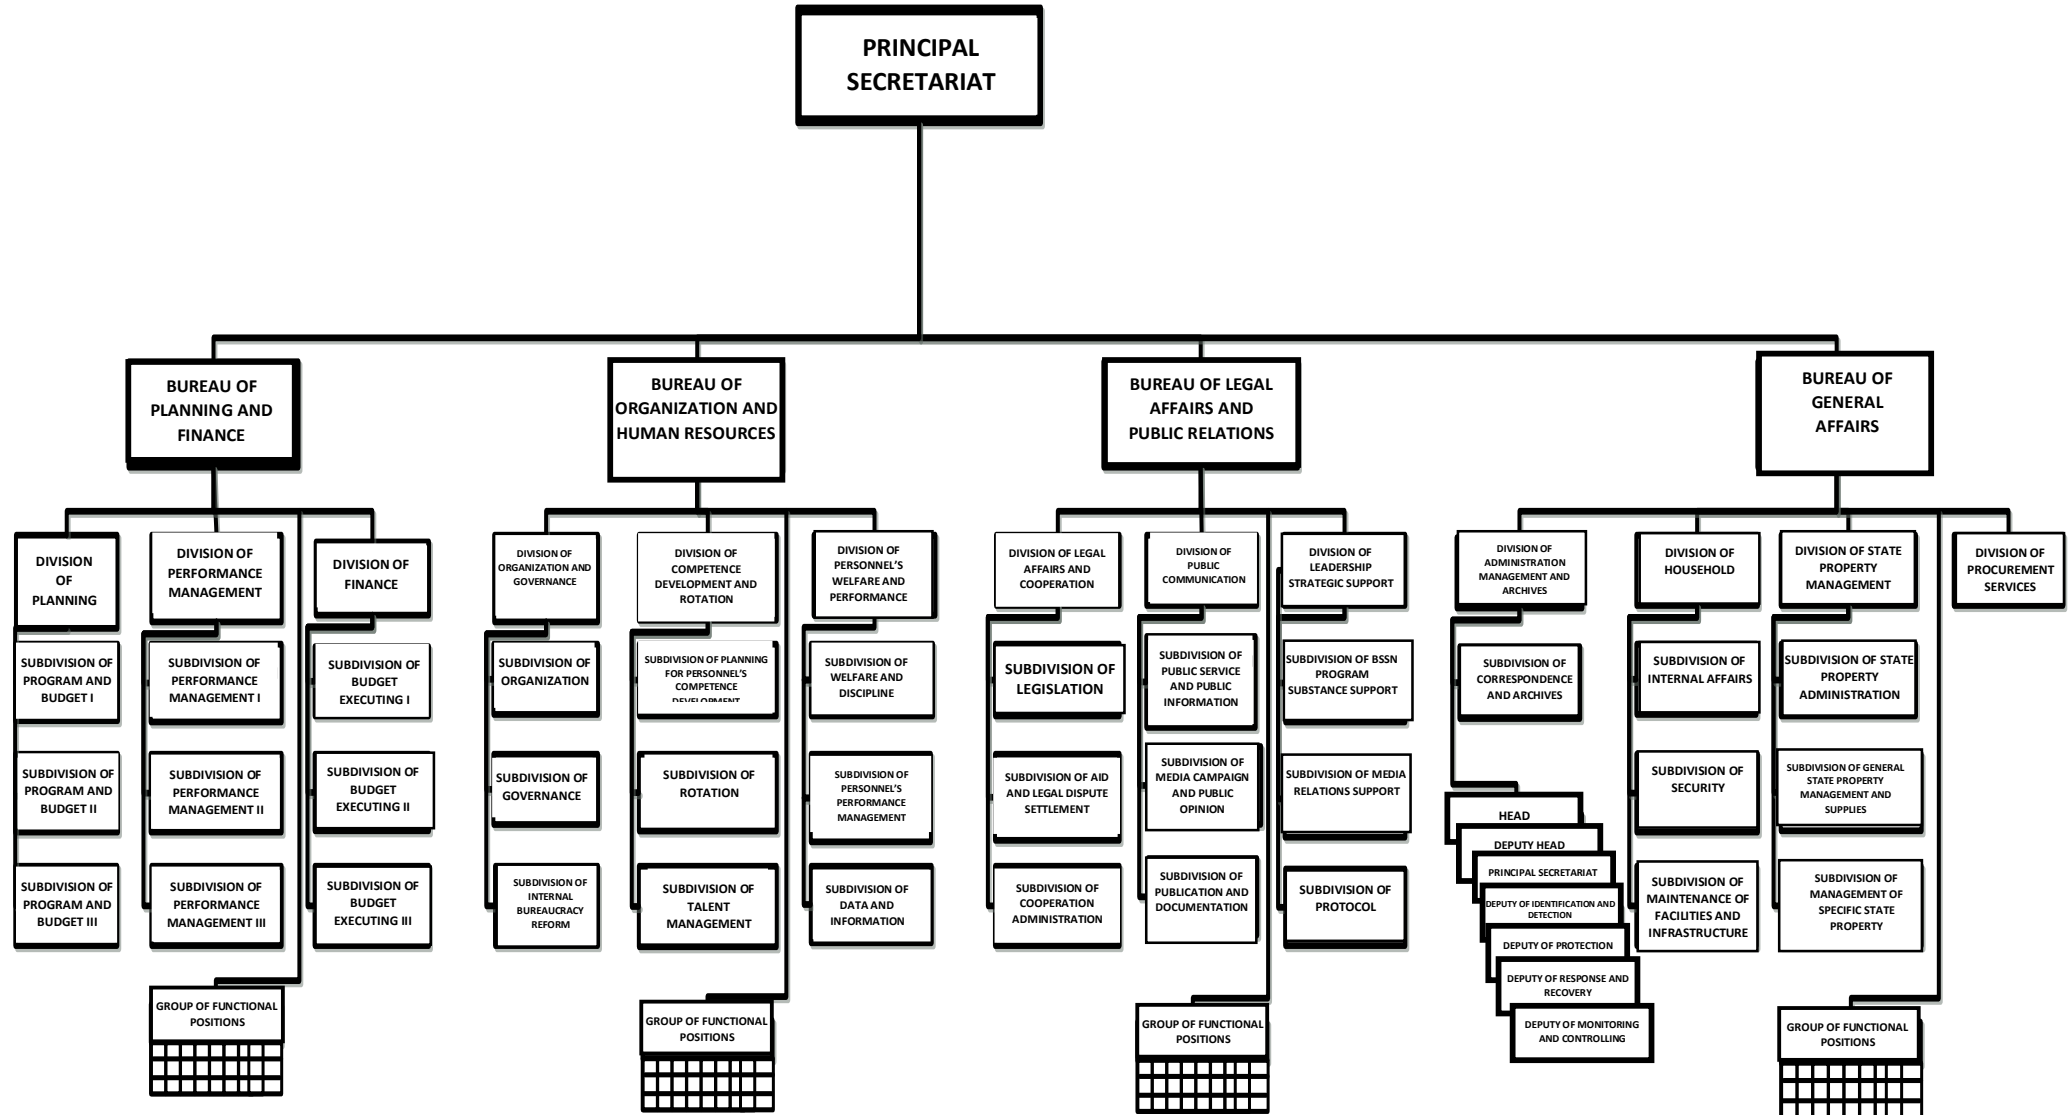 PRINCIPAL
SECRETARIAT
BUREAU OF
PLANNING AND
FINANCE
BUREAU OF
ORGANIZATION AND
HUMAN RESOURCES
BUREAU OF LEGAL
AFFAIRS AND
PUBLIC RELATIONS
BUREAU OF
GENERAL
AFFAIRS
DIVISION
OF
PLANNING
DIVISION OF
PERFORMANCE
MANAGEMENT
DIVISION OF
FINANCE
DIVISION OF
ORGANIZATION AND
GOVERNANCE
DIVISION OF
COMPETENCE
DEVELOPMENT AND
ROTATION
DIVISION OF
PERSONNEL'S
WELFARE AND
PERFORMANCE
DIVISION OF LEGAL
AFFAIRS AND
COOPERATION
DIVISION OF
PUBLIC
COMMUNICATION
DIVISION OF
LEADERSHIP
STRATEGIC SUPPORT
DIVISION OF
ADMINISTRATION
MANAGEMENT AND
ARCHIVES
DIVISION OF
HOUSEHOLD
DIVISION OF STATE
PROPERTY
MANAGEMENT
DIVISION OF
PROCUREMENT
SERVICES
SUBDIVISION OF
PROGRAM AND
BUDGET I
SUBDIVISION OF
PERFORMANCE
MANAGEMENT I
SUBDIVISION OF
BUDGET
EXECUTING I
SUBDIVISION OF
ORGANIZATION
SUBDIVISION OF PLANNING
FOR PERSONNEL'S
COMPETENCE
DEVELOPMENT
SUBDIVISION OF
WELFARE AND
DISCIPLINE
SUBDIVISION OF
LEGISLATION
SUBDIVISION OF
PUBLIC SERVICE
AND PUBLIC
INFORMATION
SUBDIVISION OF BSSN
PROGRAM
SUBSTANCE SUPPORT
SUBDIVISION OF
CORRESPONDENCE
AND ARCHIVES
SUBDIVISION OF
INTERNAL AFFAIRS
SUBDIVISION OF STATE
PROPERTY
ADMINISTRATION
SUBDIVISION OF
PROGRAM AND
BUDGET II
SUBDIVISION OF
PERFORMANCE
MANAGEMENT II
SUBDIVISION OF
BUDGET
EXECUTING II
SUBDIVISION OF
GOVERNANCE
SUBDIVISION OF
ROTATION
SUBDIVISION OF
PERSONNEL'S
PERFORMANCE
MANAGEMENT
SUBDIVISION OF AID
AND LEGAL DISPUTE
SETTLEMENT
SUBDIVISION OF
MEDIA CAMPAIGN
AND PUBLIC
OPINION
SUBDIVISION OF MEDIA
RELATIONS SUPPORT
SUBDIVISION OF
SECURITY
SUBDIVISION OF GENERAL
STATE PROPERTY
MANAGEMENT AND
SUPPLIES
SUBDIVISION OF
PROGRAM AND
BUDGET III
SUBDIVISION OF
PERFORMANCE
MANAGEMENT III
SUBDIVISION OF
BUDGET
EXECUTING III
SUBDIVISION OF
INTERNAL
BUREAUCRACY
REFORM
SUBDIVISION OF
TALENT
MANAGEMENT
SUBDIVISION OF
DATA AND
INFORMATION
SUBDIVISION OF
COOPERATION
ADMINISTRATION
SUBDIVISION OF
PUBLICATION AND
DOCUMENTATION
SUBDIVISION OF
PROTOCOL
HEAD
DEPUTY HEAD
PRINCIPAL SECRETARIAT
DEPUTY OF IDENTIFICATION AND
DETECTION
DEPUTY OF PROTECTION
DEPUTY OF RESPONSE AND
RECOVERY
DEPUTY OF MONITORING
AND CONTROLLING
SUBDIVISION OF
MAINTENANCE OF
FACILITIES AND
INFRASTRUCTURE
SUBDIVISION OF
MANAGEMENT OF
SPECIFIC STATE
PROPERTY
GROUP OF FUNCTIONAL
POSITIONS
GROUP OF FUNCTIONAL
POSITIONS
GROUP OF FUNCTIONAL
POSITIONS
GROUP OF FUNCTIONAL
POSITIONS